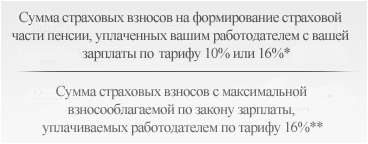 Сумма страховых взносов на формирование страховой
части пенсии, уплаченных вашим работодателем с вашей
зарплаты по тарифу 10% или 16%*
Сумма страховых взносов с максимальной
взносооблагаемой по закону зарплаты,
уплачиваемых работодателем по тарифу 16%**